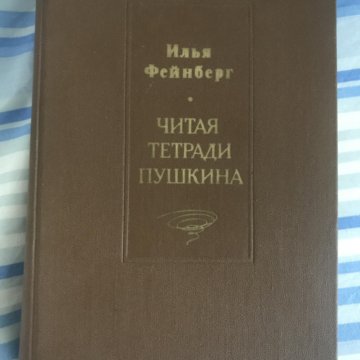 Илья
Фейнберг
ЧИТАЯ
ТЕТРАДИ
ПУШКИНА